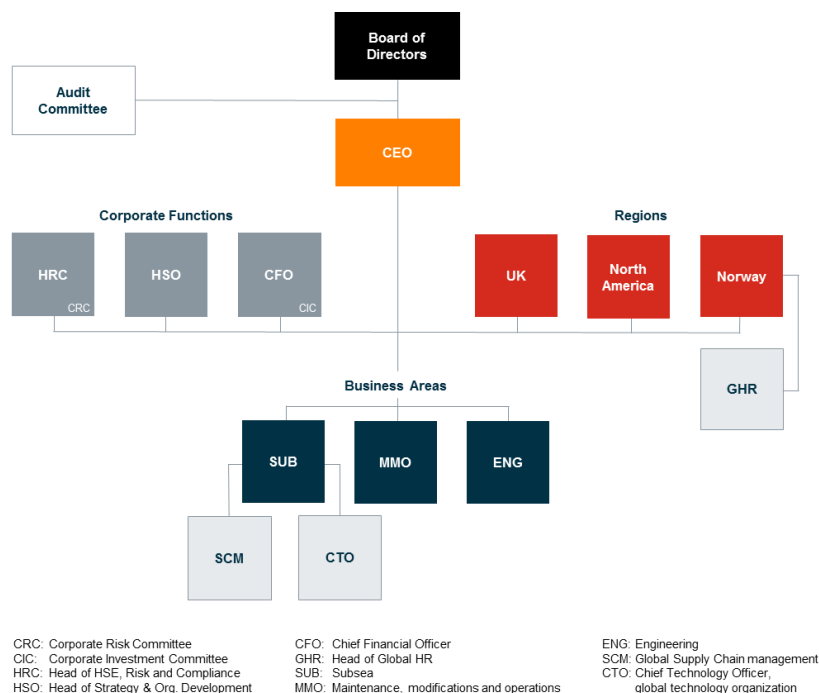 Board of
Directors
Audit
Committee
CEO
Corporate Functions
Regions
HRC
CRC
HSO
CFO
CIC
UK
North
America
Norway
GHR
Business Areas
SUB
MMO
ENG
SCM
CTO
CRC: Corporate Risk Committee
CIC: Corporate Investment Committee
HRC: Head of HSE, Risk and Compliance
HSO: Head of Strategy & Org. Development
CFO: Chief Financial Officer
GHR: Head of Global HR
SUB: Subsea
MMO: Maintenance, modifications and operations
ENG: Engineering
SCM: Global Supply Chain management
CTO: Chief Technology Officer,
global technology organization